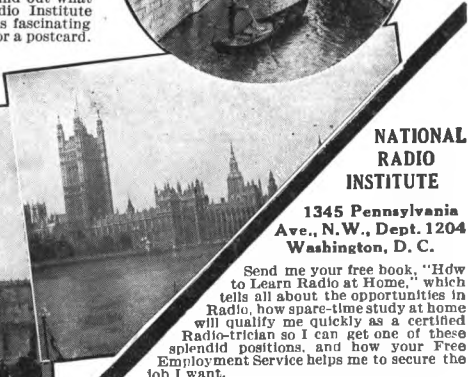 nd out what
dio Institute
s fascinating
or a postcard.
NATIONAL
RADIO
INSTITUTE
1345 Pennsylvania
Ave., N.W., Dept. 1204
Washington, D. C.
Send me your free book, "How
to Learn Radio at Home," which
tells all about the opportunities in
Radio, how spare-time study at home
will qualify me quickly as a certified
Radio-trician so I can get one of these
splendid positions, and how your Free
Employment Service helps me to secure the
job I want.